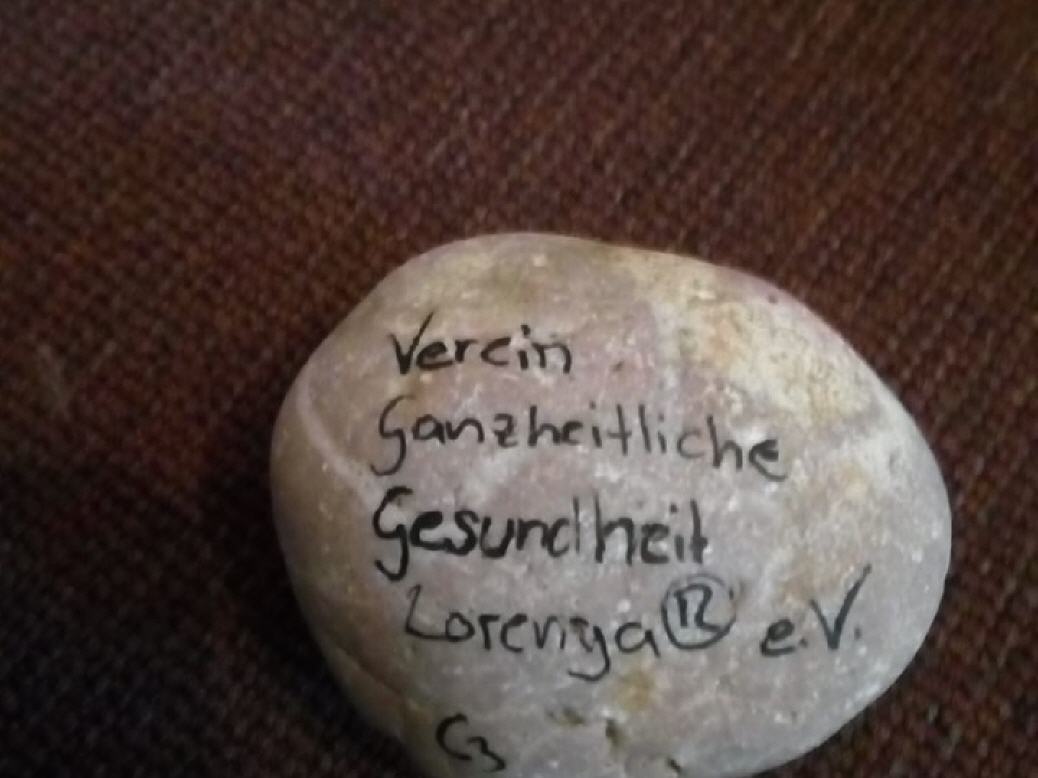 Verein
Ganzheitliche
Gesundheit
Lorenya® e.V.